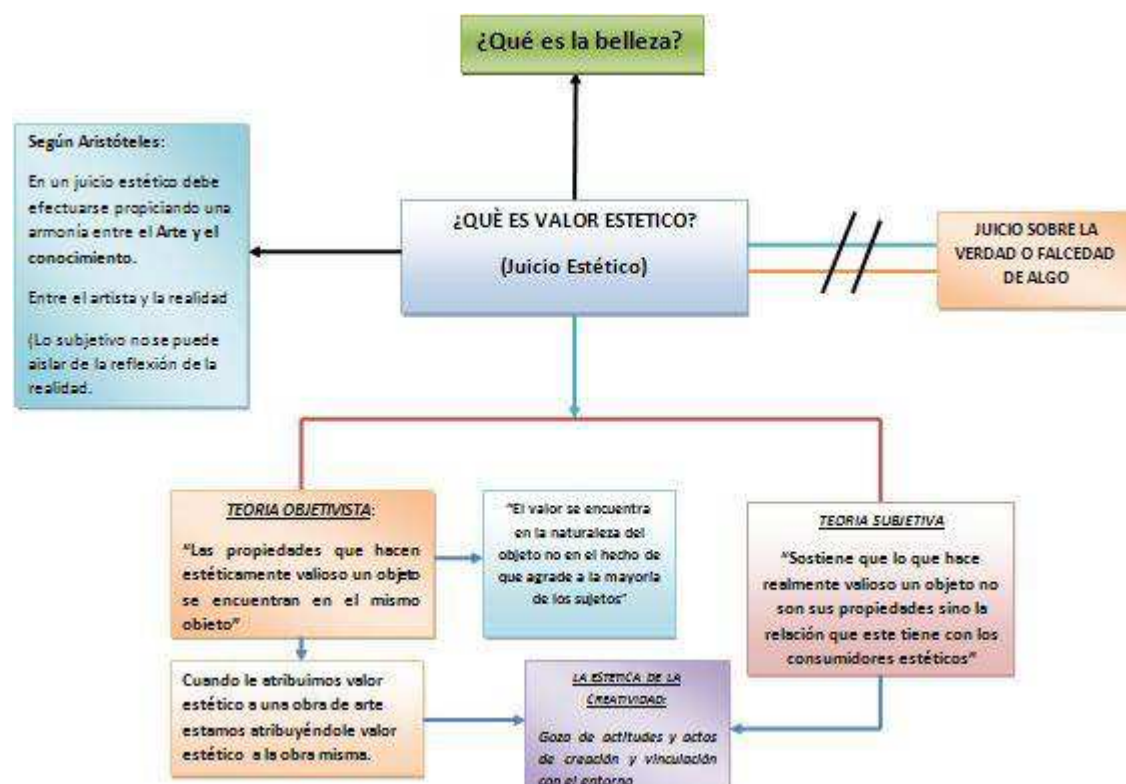 ¿Qué es la belleza?
Según Aristóteles:
En un juicio estético debe
efectuarse propiciando una
armonía entre el Arte y el
conocimiento.
Entre el artista y la realidad
(Lo subjetivo no se puede
aislar de la reflexión de la
realidad.
¿QUÈ ES VALOR ESTETICO?
(Juicio Estético)
JUICIO SOBRE LA
VERDAD O FALCEDAD
DE ALGO
TEORIA OBJETIVISTA:
"Las propiedades que hacen
estéticamente valioso un objeto
se encuentran en el mismo
objeto"
"El valor se encuentra
en la naturaleza del
objeto no en el hecho de
que agrade a la mayoría
de los sujetos"
TEORIA SUBJETIVA
"Sostiene que lo que hace
realmente valioso un objeto no
son sus propiedades sino la
relación que este tiene con los
consumidores estéticos"
Cuando le atribuimos valor
estético a una obra de arte
estamos atribuyéndole valor
estético a la obra misma.
LA ESTETICA DE LA
CREATIVIDAD:
Gozo de actitudes y actos
de creación y vinculación
con el entorno